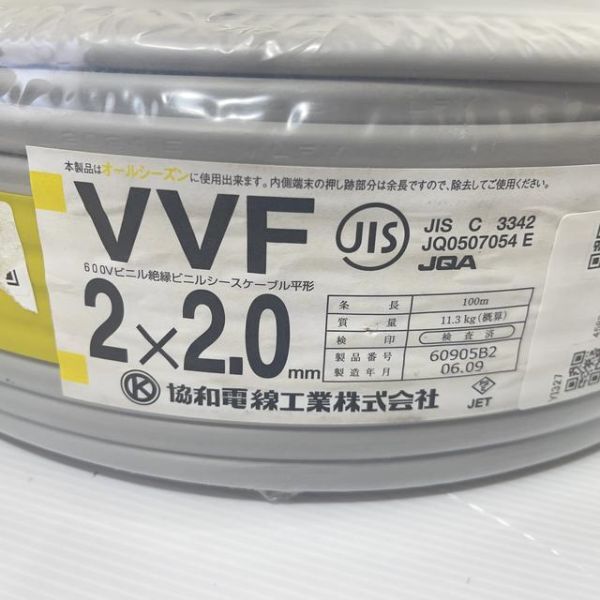 本製品はオールシーズンに使用出来ます。内側端末の押し跡部分は余長ですので、除去してご使用ください。
VVF
JIS
JIS C 3342
JQ0507054 E
JQA
600Vビニル絶縁ビニルシースケーブル平形
2×2.0mm
条長 100m
質量 11.3kg(概算)
検印 検査済
製品番号 60905B2
製造年月 06.09
K 協和電線工業株式会社
PSE
JET
Y0327